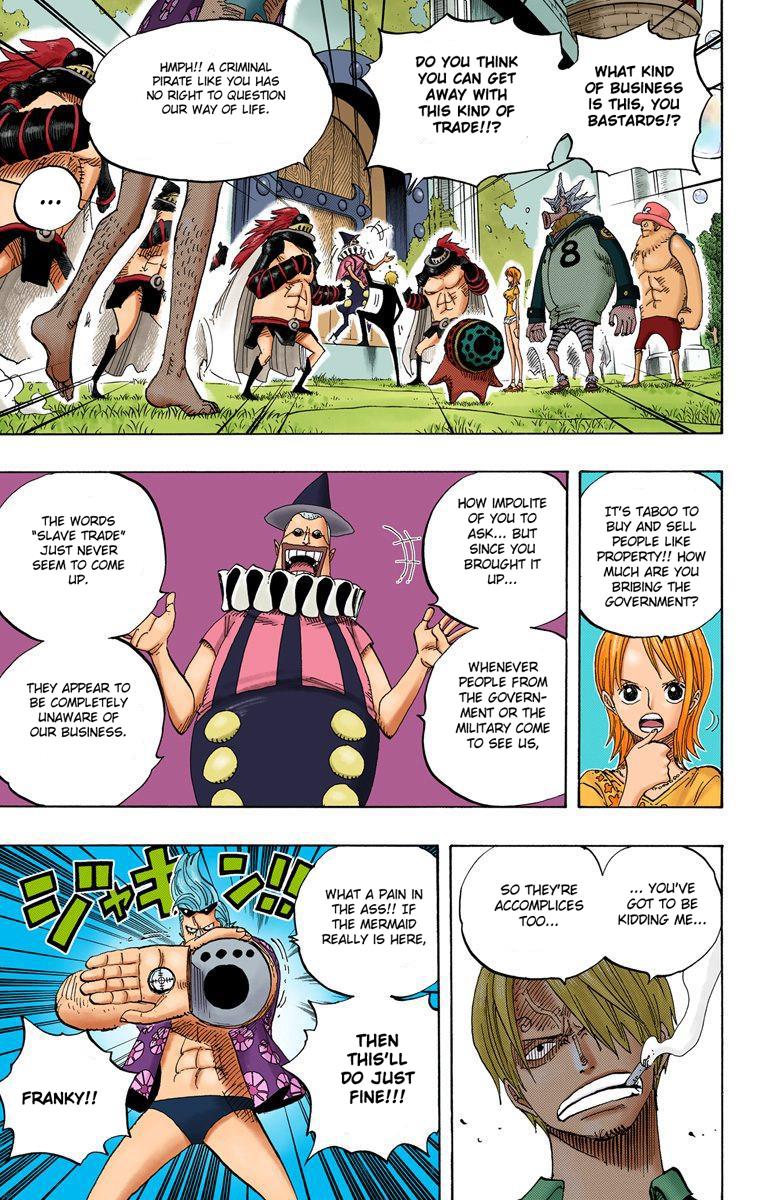 WHAT KIND
OF BUSINESS
IS THIS, YOU
BASTARDS!?
DO YOU THINK
YOU CAN GET
AWAY WITH
THIS KIND OF
TRADE!!?
HMPH!! A CRIMINAL
PIRATE LIKE YOU HAS
NO RIGHT TO QUESTION
OUR WAY OF LIFE.
...
8
IT'S TABOO TO
BUY AND SELL
PEOPLE LIKE
PROPERTY!! HOW
MUCH ARE YOU
BRIBING THE
GOVERNMENT?
HOW IMPOLITE
OF YOU TO
ASK... BUT
SINCE YOU
BROUGHT IT
UP...
WHENEVER
PEOPLE FROM
THE GOVERN-
MENT OR THE
MILITARY COME
TO SEE US,
THE WORDS
“SLAVE TRADE”
JUST NEVER
SEEM TO COME
UP.
THEY APPEAR TO
BE COMPLETELY
UNAWARE OF
OUR BUSINESS.
... YOU'VE
GOT TO BE
KIDDING ME...
SO THEY'RE
ACCOMPLICES
TOO...
WHAT A PAIN IN
THE ASS!! IF
THE MERMAID
REALLY IS HERE,
THEN
THIS'LL
DO JUST
FINE!!!
ジャキン!!
FRANKY!!